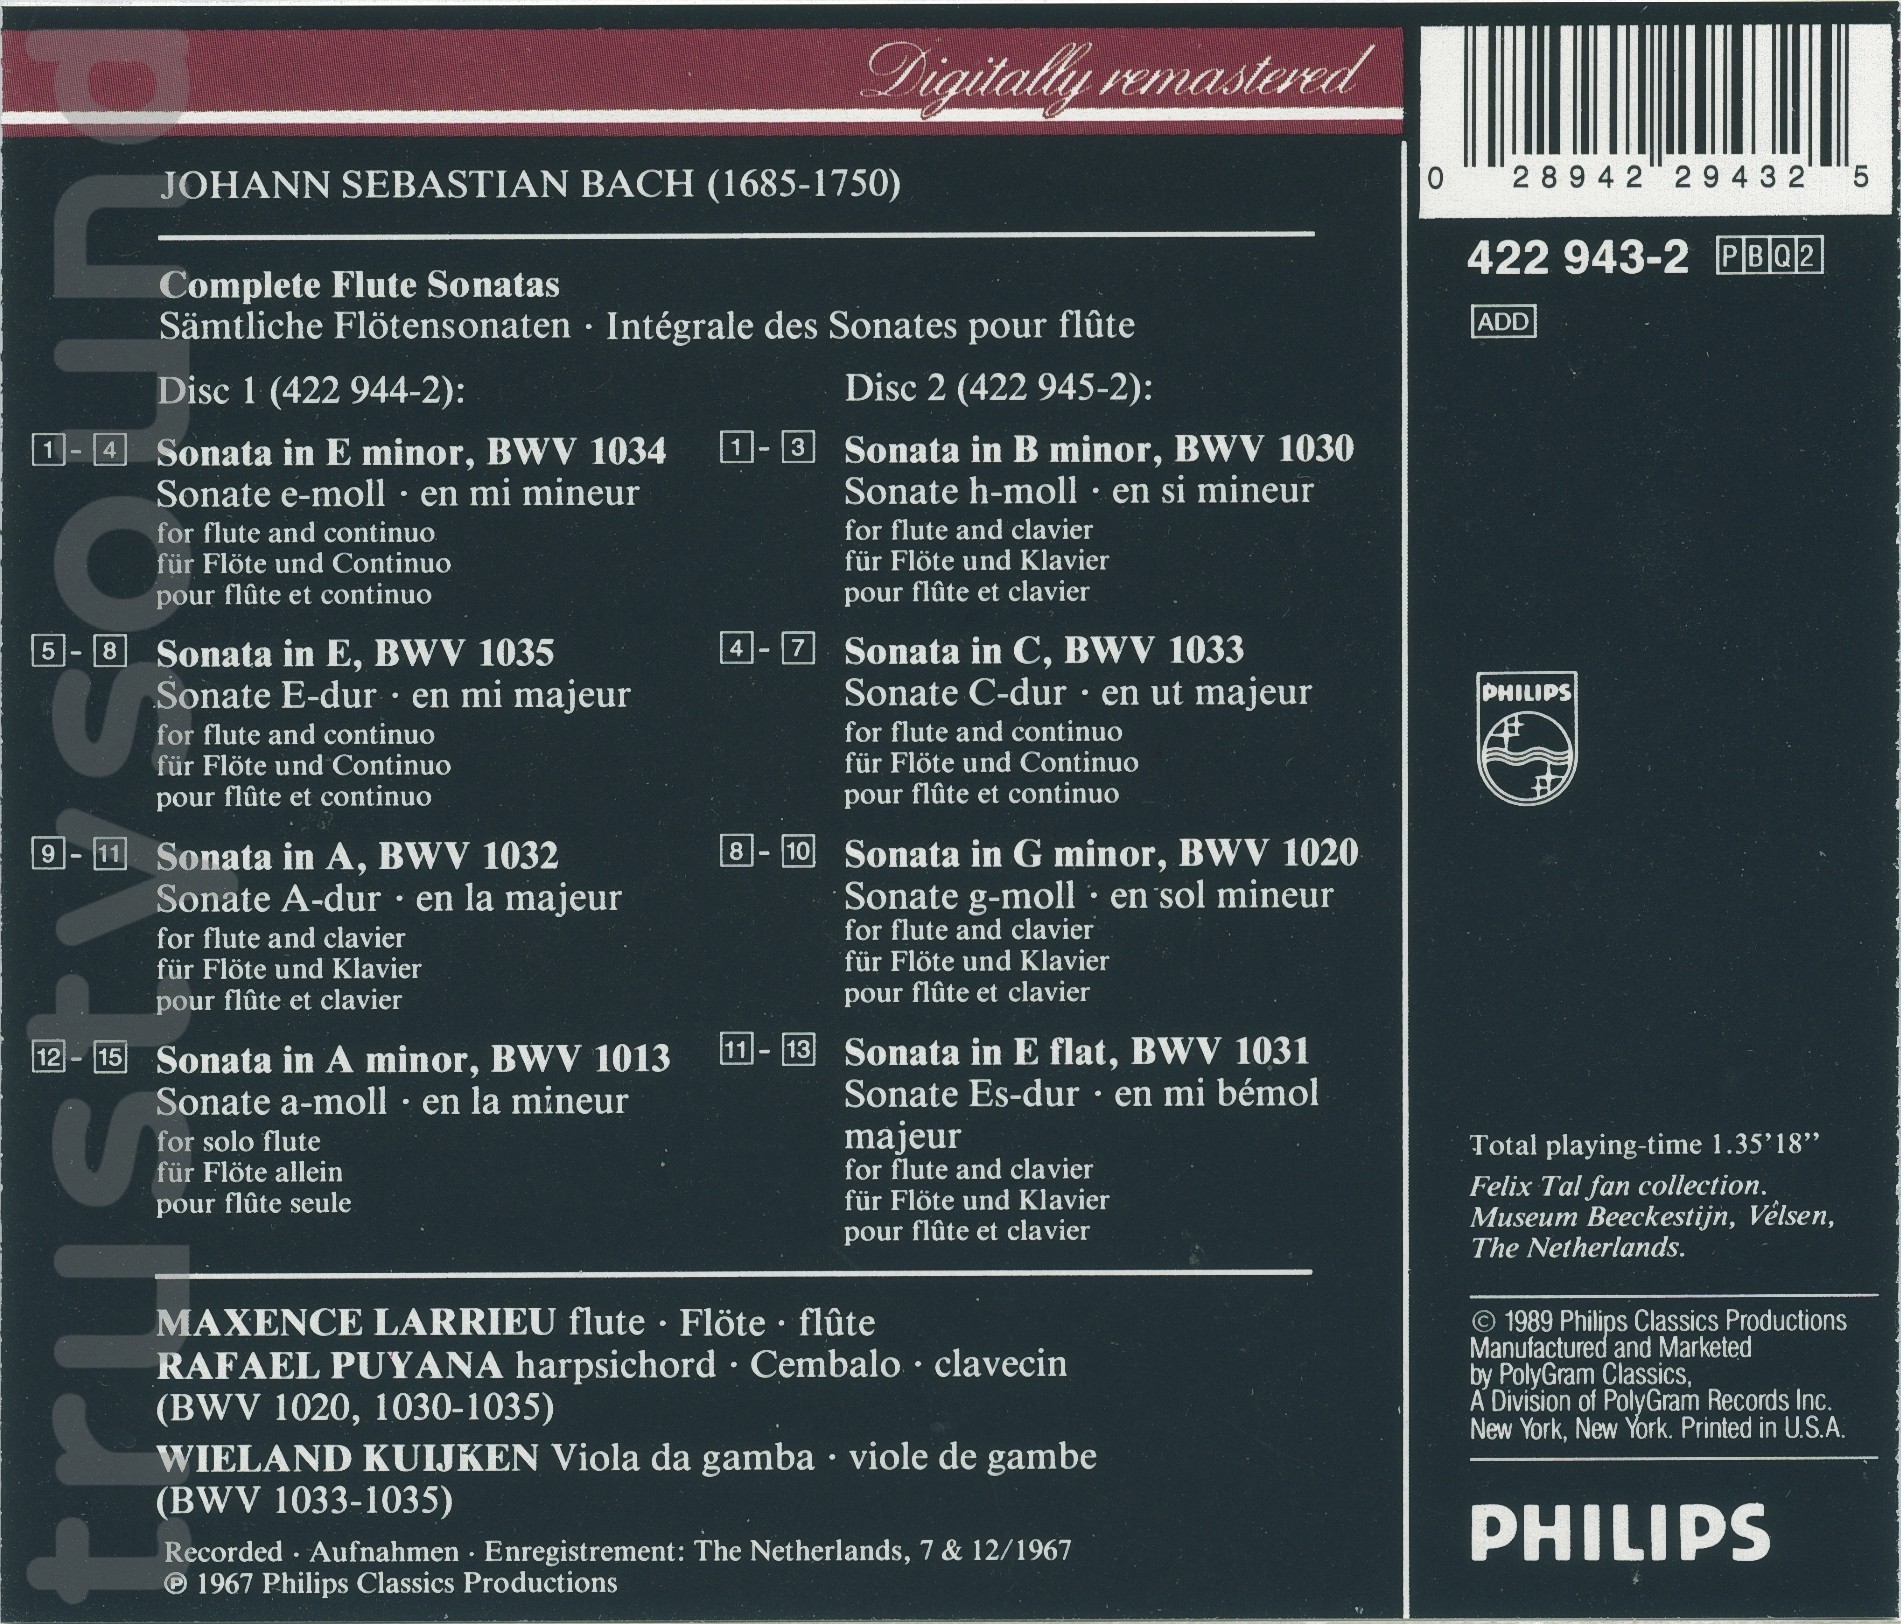 Digitally remastered
JOHANN SEBASTIAN BACH (1685-1750)
Complete Flute Sonatas
Sämtliche Flötensonaten · Intégrale des Sonates pour flûte
Disc 1 (422 944-2):
1 - 4 Sonata in E minor, BWV 1034
Sonate e-moll · en mi mineur
for flute and continuo
für Flöte und Continuo
pour flûte et continuo
5 - 8 Sonata in E, BWV 1035
Sonate E-dur · en mi majeur
for flute and continuo
für Flöte und Continuo
pour flûte et continuo
9 - 11 Sonata in A, BWV 1032
Sonate A-dur · en la majeur
for flute and clavier
für Flöte und Klavier
pour flûte et clavier
12 - 15 Sonata in A minor, BWV 1013
Sonate a-moll · en la mineur
for solo flute
für Flöte allein
pour flûte seule
Disc 2 (422 945-2):
1 - 3 Sonata in B minor, BWV 1030
Sonate h-moll · en si mineur
for flute and clavier
für Flöte und Klavier
pour flûte et clavier
4 - 7 Sonata in C, BWV 1033
Sonate C-dur · en ut majeur
for flute and continuo
für Flöte und Continuo
pour flûte et continuo
8 - 10 Sonata in G minor, BWV 1020
Sonate g-moll · en sol mineur
for flute and clavier
für Flöte und Klavier
pour flûte et clavier
11 - 13 Sonata in E flat, BWV 1031
Sonate Es-dur · en mi bémol
majeur
for flute and clavier
für Flöte und Klavier
pour flûte et clavier
MAXENCE LARRIEU flute · Flöte · flûte
RAFAEL PUYANA harpsichord · Cembalo · clavecin
(BWV 1020, 1030-1035)
WIELAND KUIJKEN Viola da gamba · viole de gambe
(BWV 1033-1035)
Recorded · Aufnahmen · Enregistrement: The Netherlands, 7 & 12/1967
℗ 1967 Philips Classics Productions
0 28942 29432 5
422 943-2 PBQ2
ADD
PHILIPS
Total playing-time 1.35’18”
Felix Tal fan collection.
Museum Beeckestijn, Velsen,
The Netherlands.
© 1989 Philips Classics Productions
Manufactured and Marketed
by PolyGram Classics,
A Division of PolyGram Records Inc.
New York, New York. Printed in U.S.A.
PHILIPS
trustysound